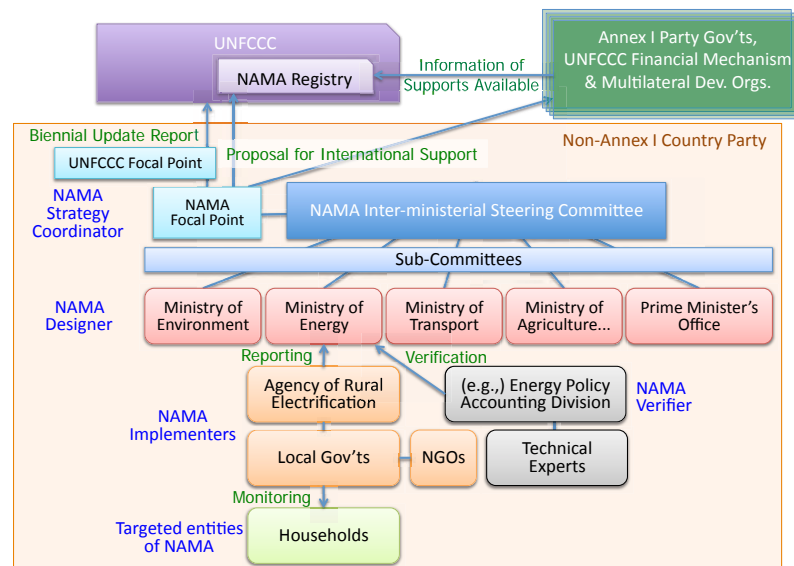 UNFCCC
NAMA Registry
Information of
Supports Available
Annex I Party Gov'ts,
UNFCCC Financial Mechanism
& Multilateral Dev. Orgs.
Biennial Update Report
Non-Annex I Country Party
UNFCCC Focal Point
Proposal for International Support
NAMA
Strategy
Coordinator
NAMA
Focal Point
NAMA Inter-ministerial Steering Committee
Sub-Committees
NAMA
Designer
Ministry of
Environment
Ministry of
Energy
Ministry of
Transport
Ministry of
Agriculture...
Prime Minister's
Office
Reporting
Verification
Agency of Rural
Electrification
(e.g.,) Energy Policy
Accounting Division
NAMA
Verifier
NAMA
Implementers
Local Gov'ts
NGOs
Technical
Experts
Monitoring
Targeted entities
of NAMA
Households